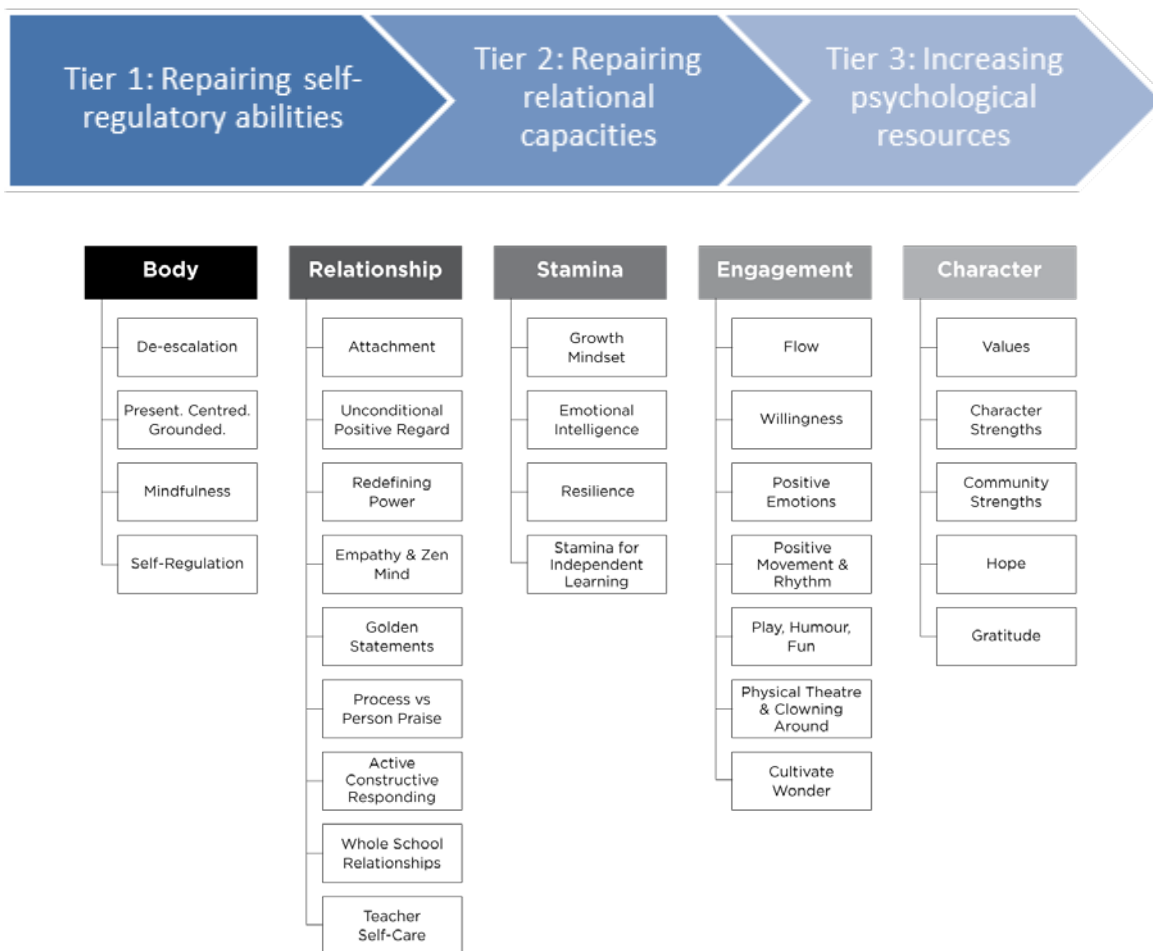 Tier 1: Repairing self-
regulatory abilities
Tier 2: Repairing
relational
capacities
Tier 3: Increasing
psychological
resources
Body
De-escalation
Present. Centred.
Grounded.
Mindfulness
Self-Regulation
Relationship
Attachment
Unconditional
Positive Regard
Redefining
Power
Empathy & Zen
Mind
Golden
Statements
Process vs
Person Praise
Active
Constructive
Responding
Whole School
Relationships
Teacher
Self-Care
Stamina
Growth
Mindset
Emotional
Intelligence
Resilience
Stamina for
Independent
Learning
Engagement
Flow
Willingness
Positive
Emotions
Positive
Movement &
Rhythm
Play, Humour,
Fun
Physical Theatre
& Clowning
Around
Cultivate
Wonder
Character
Values
Character
Strengths
Community
Strengths
Hope
Gratitude